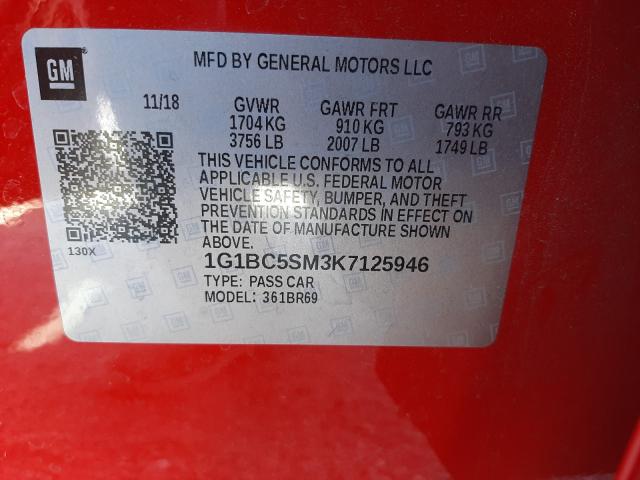 GM
MFD BY GENERAL MOTORS LLC
11/18 GVWR GAWR FRT GAWR RR
1704 KG 910 KG 793 KG
3756 LB 2007 LB 1749 LB
THIS VEHICLE CONFORMS TO ALL
APPLICABLE U.S. FEDERAL MOTOR
VEHICLE SAFETY, BUMPER, AND THEFT
PREVENTION STANDARDS IN EFFECT ON
THE DATE OF MANUFACTURE SHOWN
ABOVE.
130X
1G1BC5SM3K7125946
TYPE: PASS CAR
MODEL: 361BR69